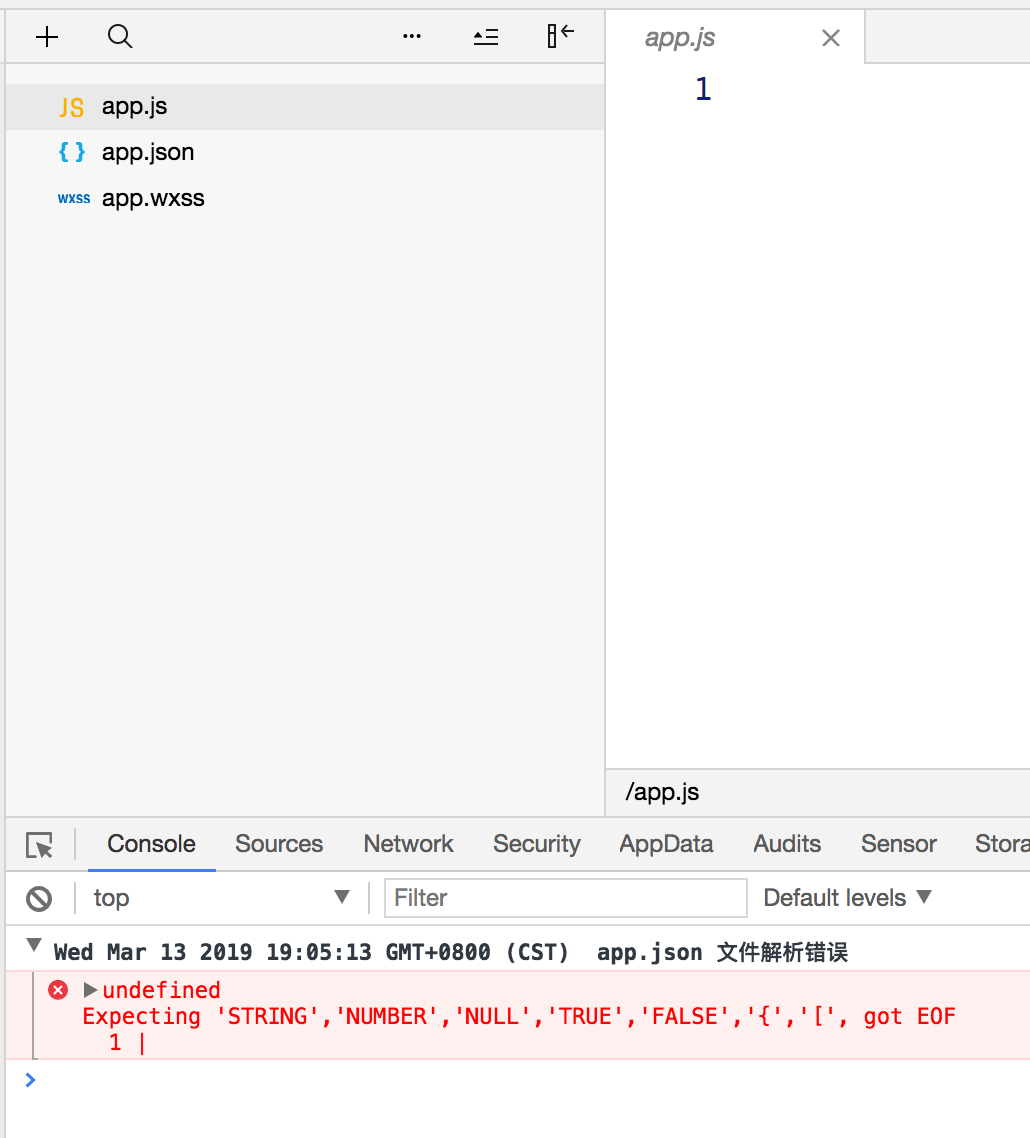 app.js
1
JS app.js
{ } app.json
wxss app.wxss
/app.js
Console Sources Network Security AppData Audits Sensor Stora
top Filter Default levels
Wed Mar 13 2019 19:05:13 GMT+0800 (CST) app.json 文件解析错误
undefined
Expecting 'STRING','NUMBER','NULL','TRUE','FALSE','{','[', got EOF
1 |